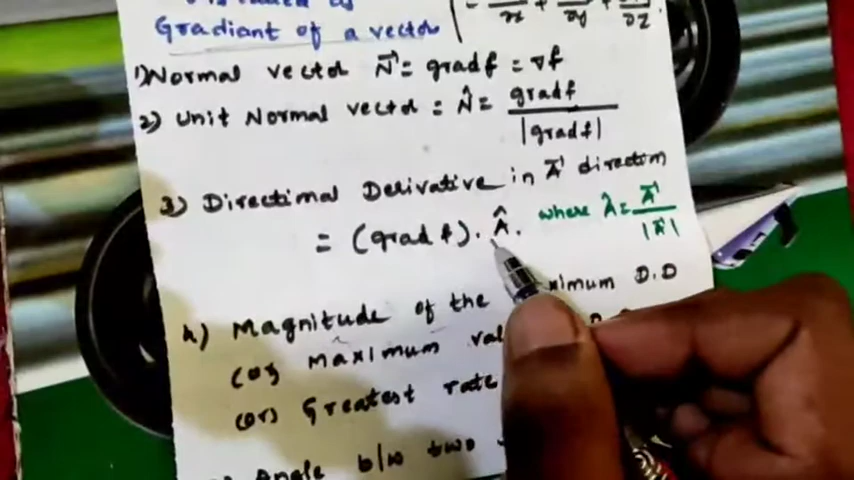 Gradiant of a vector
1) Normal vector N⃗ = grad f = ∇f
2) Unit Normal vector = N̂ = grad f / |grad f|
3) Directional Derivative in A⃗ direction
= (grad f) . Â. where Â = A⃗ / |A⃗|
4) Magnitude of the D.D
(or) maximum
(or) Greatest rate
Angle b/w two